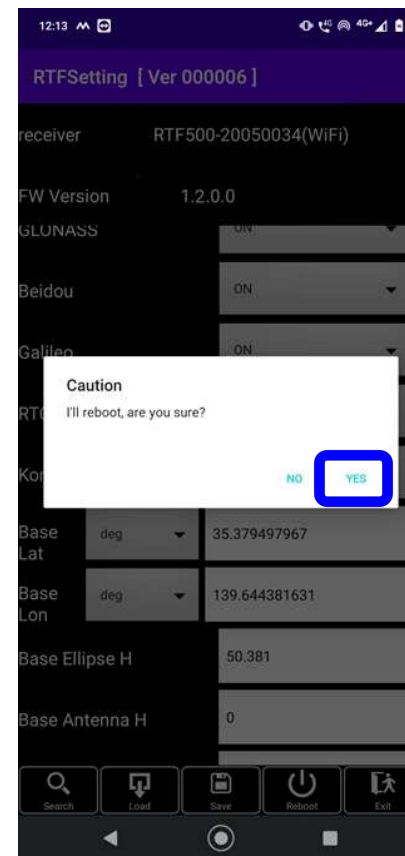 12:13
4G+
RTFSetting [ Ver 000006 ]
receiver RTF500-20050034(WiFi)
FW Version 1.2.0.0
GLONASS ON
Beidou ON
Galileo ON
Caution
I'll reboot, are you sure?
NO YES
Base Lat deg 35.379497967
Base Lon deg 139.644381631
Base Ellipse H 50.381
Base Antenna H 0
Search Load Save Reboot Exit